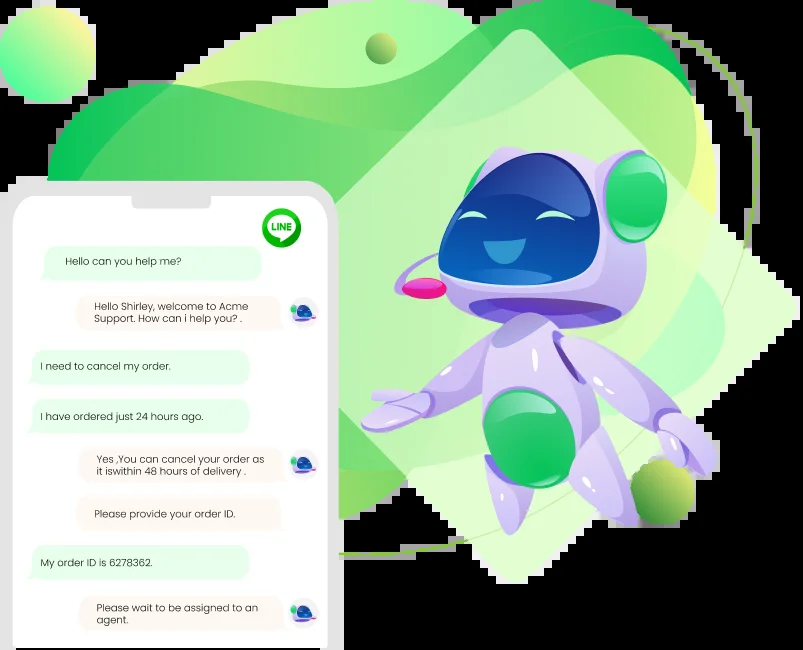 LINE
Hello can you help me?
Hello Shirley, welcome to Acme
Support. How can i help you? .
I need to cancel my order.
I have ordered just 24 hours ago.
Yes ,You can cancel your order as
it iswithin 48 hours of delivery .
Please provide your order ID.
My order ID is 6278362.
Please wait to be assigned to an
agent.